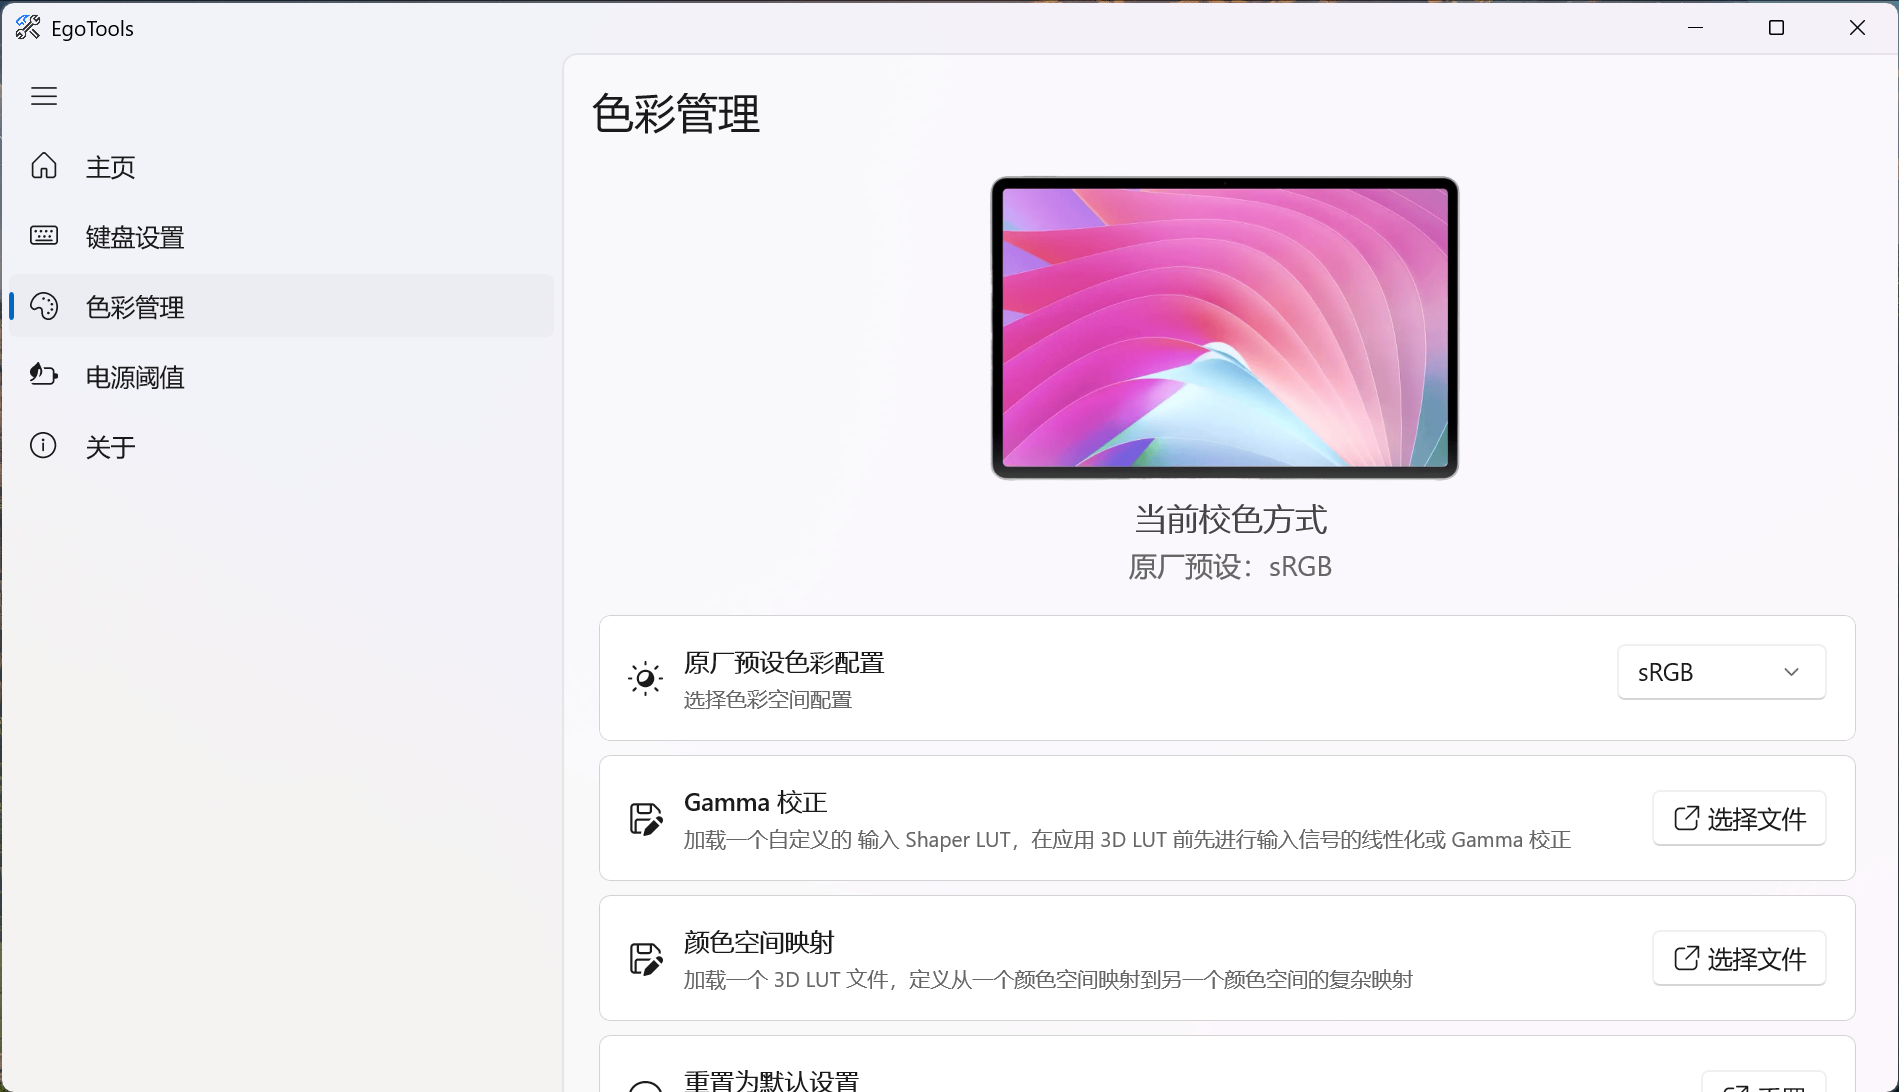 EgoTools
主页
键盘设置
色彩管理
电源阈值
关于
色彩管理
当前校色方式
原厂预设：sRGB
原厂预设色彩配置
选择色彩空间配置
sRGB
Gamma 校正
加载一个自定义的 输入 Shaper LUT，在应用 3D LUT 前先进行输入信号的线性化或 Gamma 校正
选择文件
颜色空间映射
加载一个 3D LUT 文件，定义从一个颜色空间映射到另一个颜色空间的复杂映射
选择文件
重置为默认设置
重置